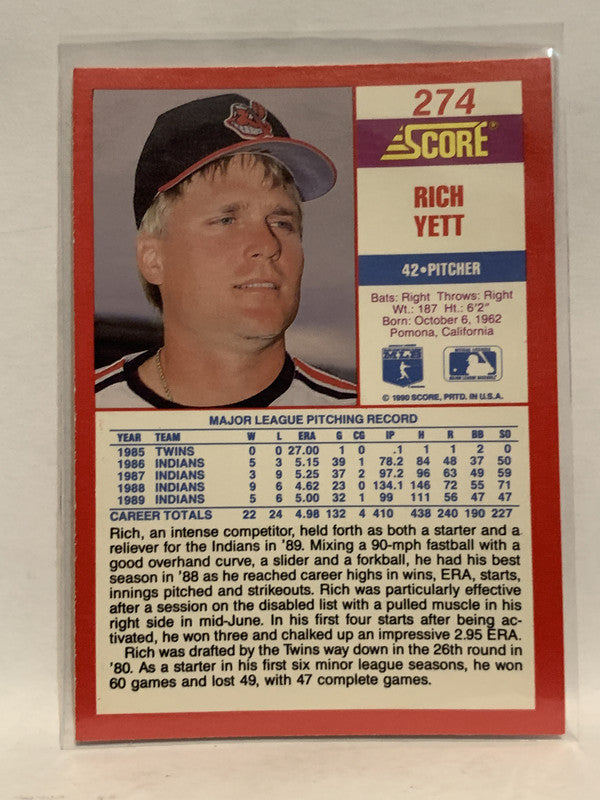 274
SCORE
RICH
YETT
42•PITCHER
Bats: Right Throws: Right
Wt.: 187 Ht.: 6'2"
Born: October 6, 1962
Pomona, California
MLB
© 1990 SCORE, PRTD. IN U.S.A.
MAJOR LEAGUE PITCHING RECORD
YEAR TEAM W L ERA G CG IP H R BB SO
1985 TWINS 0 0 27.00 1 0 .1 1 1 2 0
1986 INDIANS 5 3 5.15 39 1 78.2 84 48 37 50
1987 INDIANS 3 9 5.25 37 2 97.2 96 63 49 59
1988 INDIANS 9 6 4.62 23 0 134.1 146 72 55 71
1989 INDIANS 5 6 5.00 32 1 99 111 56 47 47
CAREER TOTALS 22 24 4.98 132 4 410 438 240 190 227
Rich, an intense competitor, held forth as both a starter and a
reliever for the Indians in '89. Mixing a 90-mph fastball with a
good overhand curve, a slider and a forkball, he had his best
season in '88 as he reached career highs in wins, ERA, starts,
innings pitched and strikeouts. Rich was particularly effective
after a session on the disabled list with a pulled muscle in his
right side in mid-June. In his first four starts after being ac-
tivated, he won three and chalked up an impressive 2.95 ERA.
Rich was drafted by the Twins way down in the 26th round in
'80. As a starter in his first six minor league seasons, he won
60 games and lost 49, with 47 complete games.